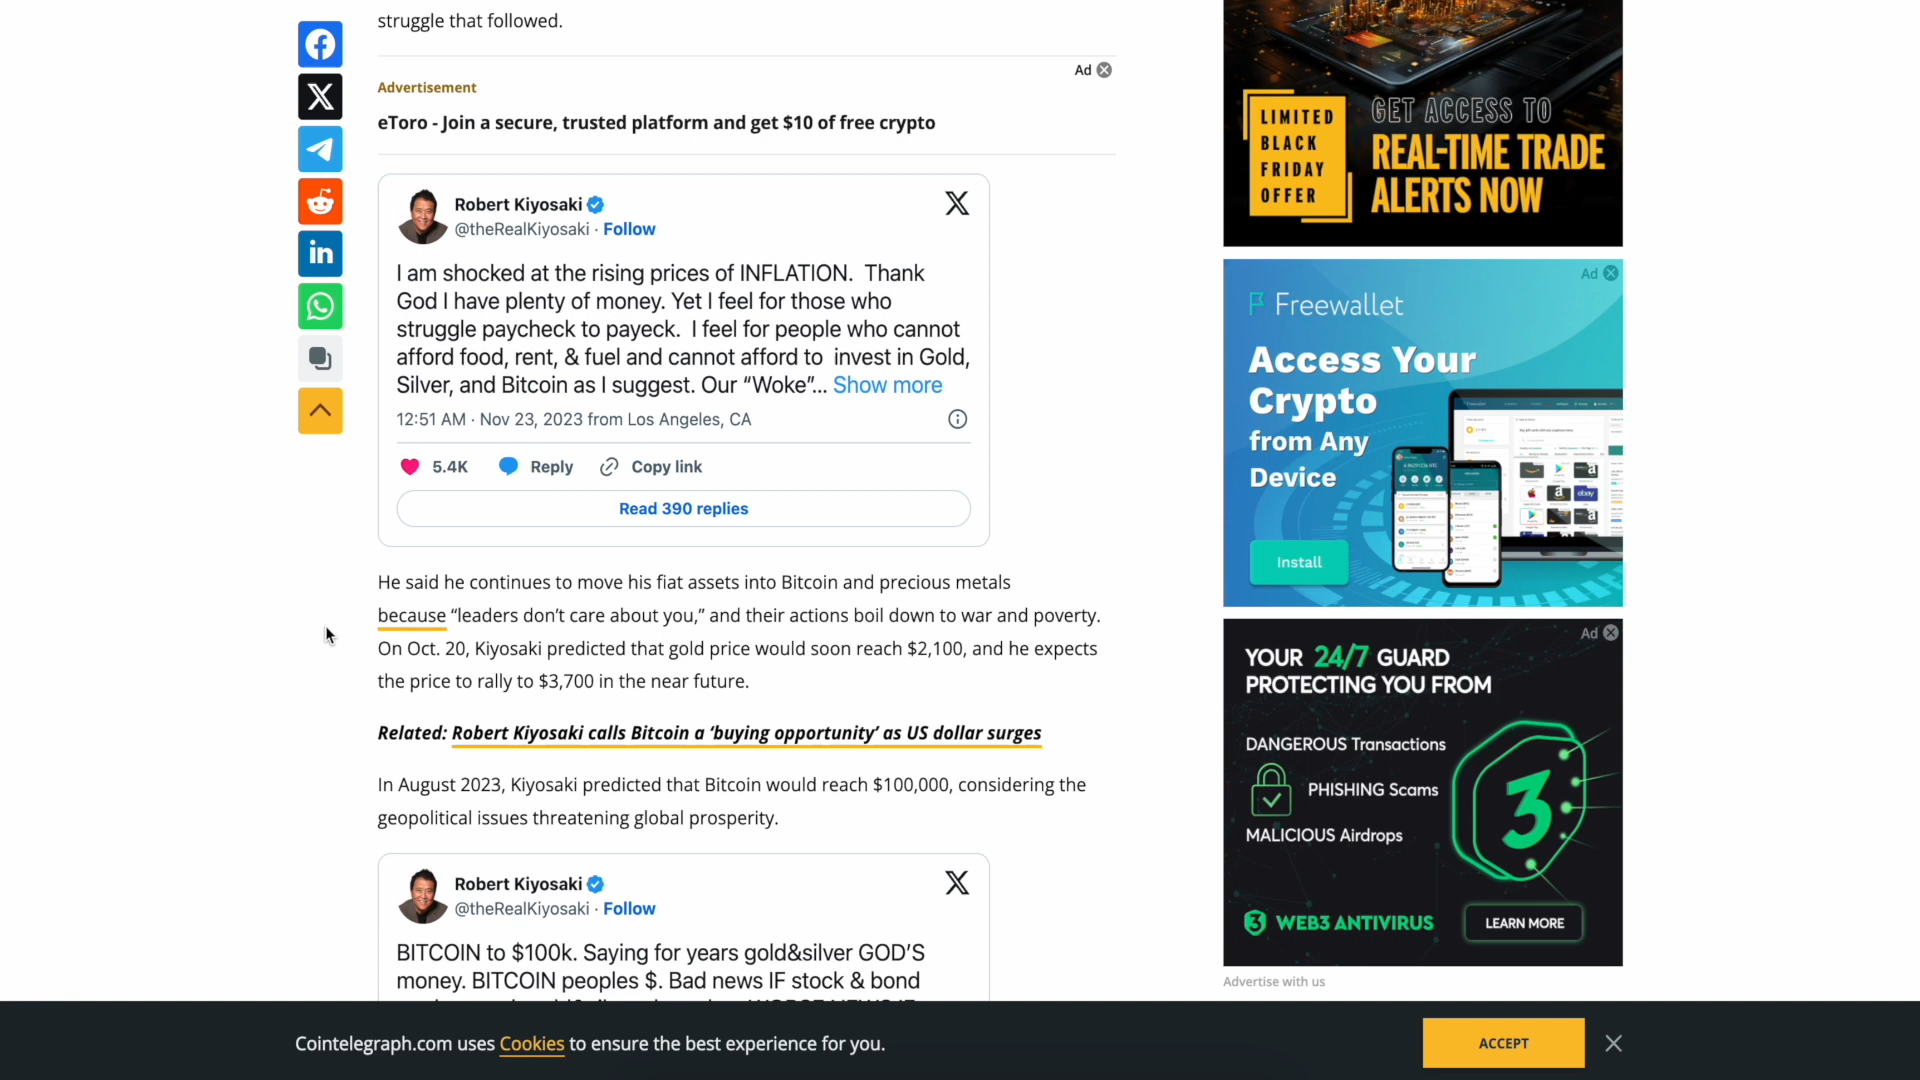 struggle that followed.
Ad
Advertisement
eToro - Join a secure, trusted platform and get $10 of free crypto
Robert Kiyosaki
@theRealKiyosaki · Follow
I am shocked at the rising prices of INFLATION. Thank
God I have plenty of money. Yet I feel for those who
struggle paycheck to payeck. I feel for people who cannot
afford food, rent, & fuel and cannot afford to invest in Gold,
Silver, and Bitcoin as I suggest. Our “Woke”... Show more
12:51 AM · Nov 23, 2023 from Los Angeles, CA
5.4K Reply Copy link
Read 390 replies
He said he continues to move his fiat assets into Bitcoin and precious metals
because “leaders don’t care about you,” and their actions boil down to war and poverty.
On Oct. 20, Kiyosaki predicted that gold price would soon reach $2,100, and he expects
the price to rally to $3,700 in the near future.
Related: Robert Kiyosaki calls Bitcoin a ‘buying opportunity’ as US dollar surges
In August 2023, Kiyosaki predicted that Bitcoin would reach $100,000, considering the
geopolitical issues threatening global prosperity.
Robert Kiyosaki
@theRealKiyosaki · Follow
BITCOIN to $100k. Saying for years gold&silver GOD’S
money. BITCOIN peoples $. Bad news IF stock & bond
LIMITED
BLACK
FRIDAY
OFFER
GET ACCESS TO
REAL-TIME TRADE
ALERTS NOW
Ad
Freewallet
Access Your
Crypto
from Any
Device
Install
Ad
YOUR 24/7 GUARD
PROTECTING YOU FROM
DANGEROUS Transactions
PHISHING Scams
MALICIOUS Airdrops
3
WEB3 ANTIVIRUS
LEARN MORE
Advertise with us
Cointelegraph.com uses Cookies to ensure the best experience for you.
ACCEPT